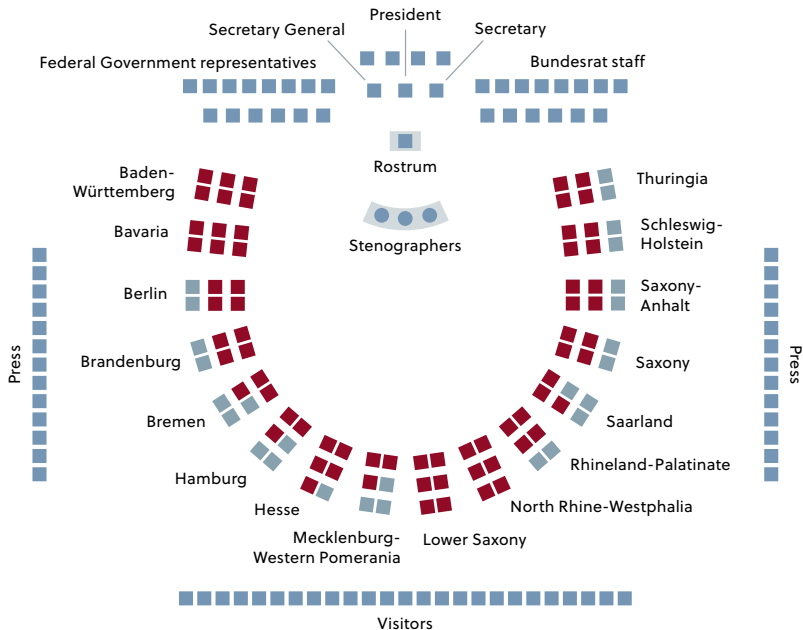 President
Secretary General
Secretary
Federal Government representatives
Bundesrat staff
Rostrum
Stenographers
Baden-
Württemberg
Bavaria
Berlin
Brandenburg
Bremen
Hamburg
Hesse
Mecklenburg-
Western Pomerania
Lower Saxony
North Rhine-Westphalia
Rhineland-Palatinate
Saarland
Saxony
Saxony-
Anhalt
Schleswig-
Holstein
Thuringia
Press
Press
Visitors